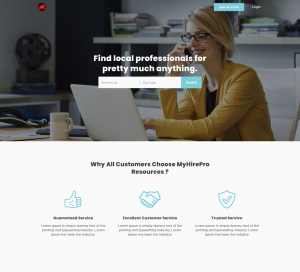 Login
Find local professionals for
pretty much anything.
Zip Code
Search
Why All Customers Choose MyHirePro
Resources ?
Guaranteed Service
Excellent Customer Service
Trusted Service
Lorem Ipsum is simply dummy text of the
printing and typesetting industry. Lorem
Ipsum has been the industry.
Lorem Ipsum is simply dummy text of the
printing and typesetting industry. Lorem
Ipsum has been the industry.
Lorem Ipsum is simply dummy text of the
printing and typesetting industry. Lorem
Ipsum has been the industry.